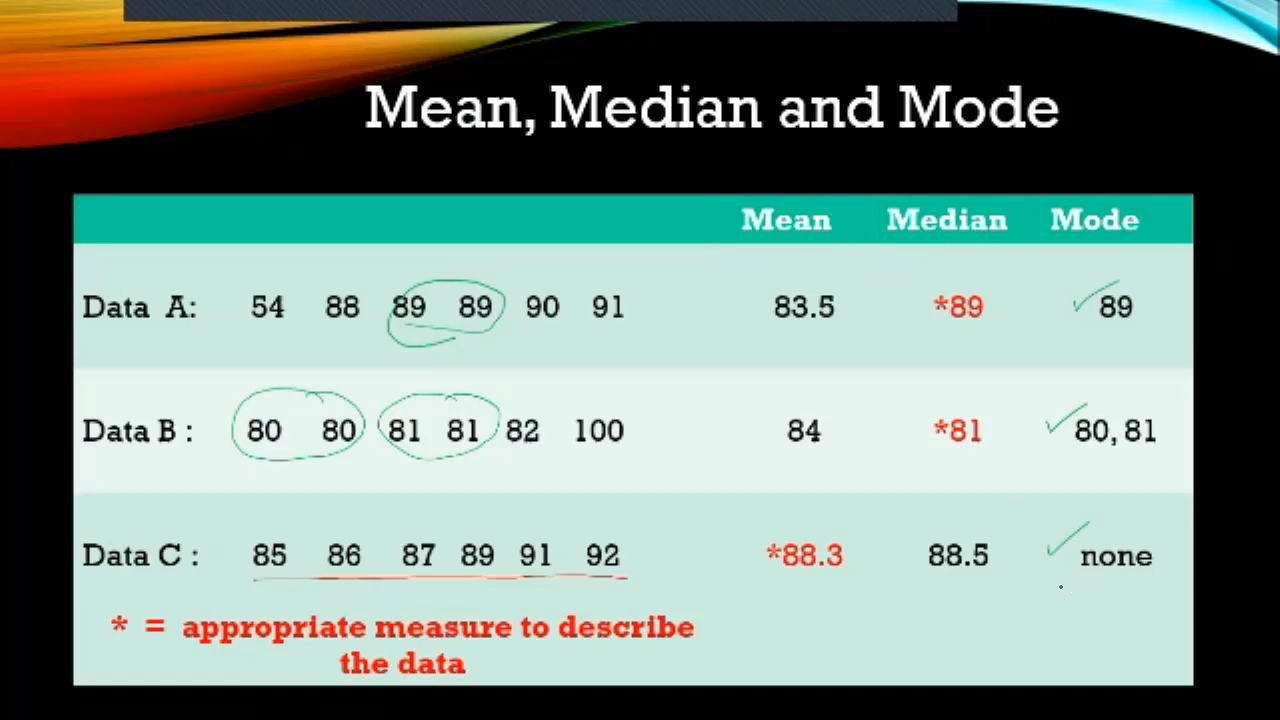 Mean, Median and Mode
Mean Median Mode
Data A: 54 88 89 89 90 91 83.5 *89 89
Data B : 80 80 81 81 82 100 84 *81 80, 81
Data C : 85 86 87 89 91 92 *88.3 88.5 none
* = appropriate measure to describe
the data